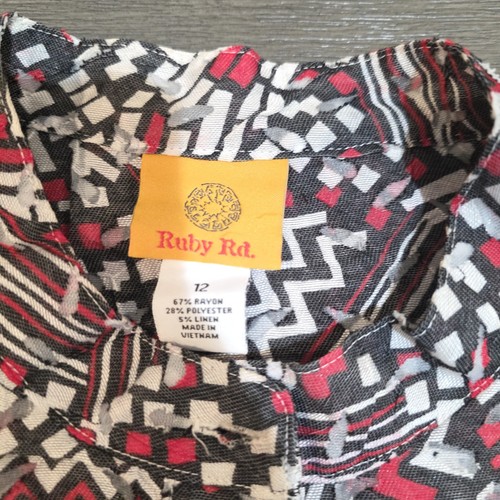 Ruby Rd.
12
67% RAYON
28% POLYESTER
5% LINEN
MADE IN
VIETNAM